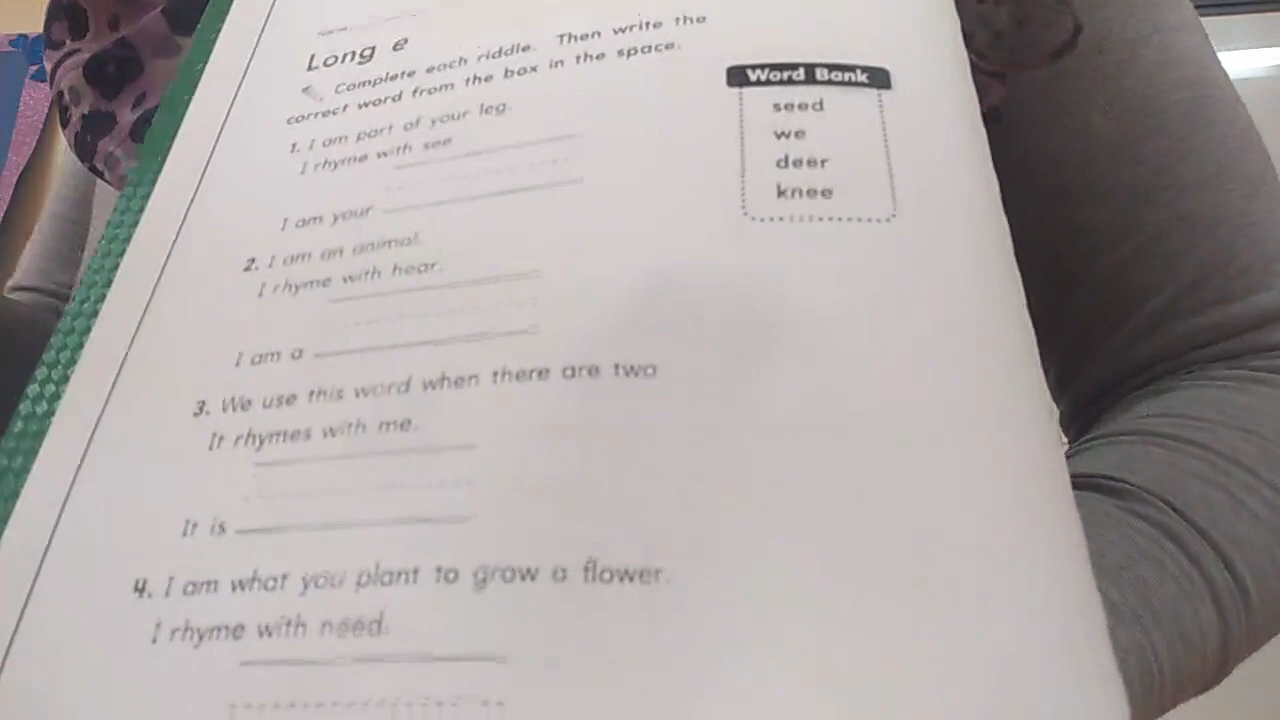 Long e
Complete each riddle. Then write the
correct word from the box in the space.
1. I am part of your leg.
I rhyme with see
I am your
2. I am an animal.
I rhyme with hear.
I am a
3. We use this word when there are two
It rhymes with me.
It is
4. I am what you plant to grow a flower.
I rhyme with need.
Word Bank
seed
we
deer
knee